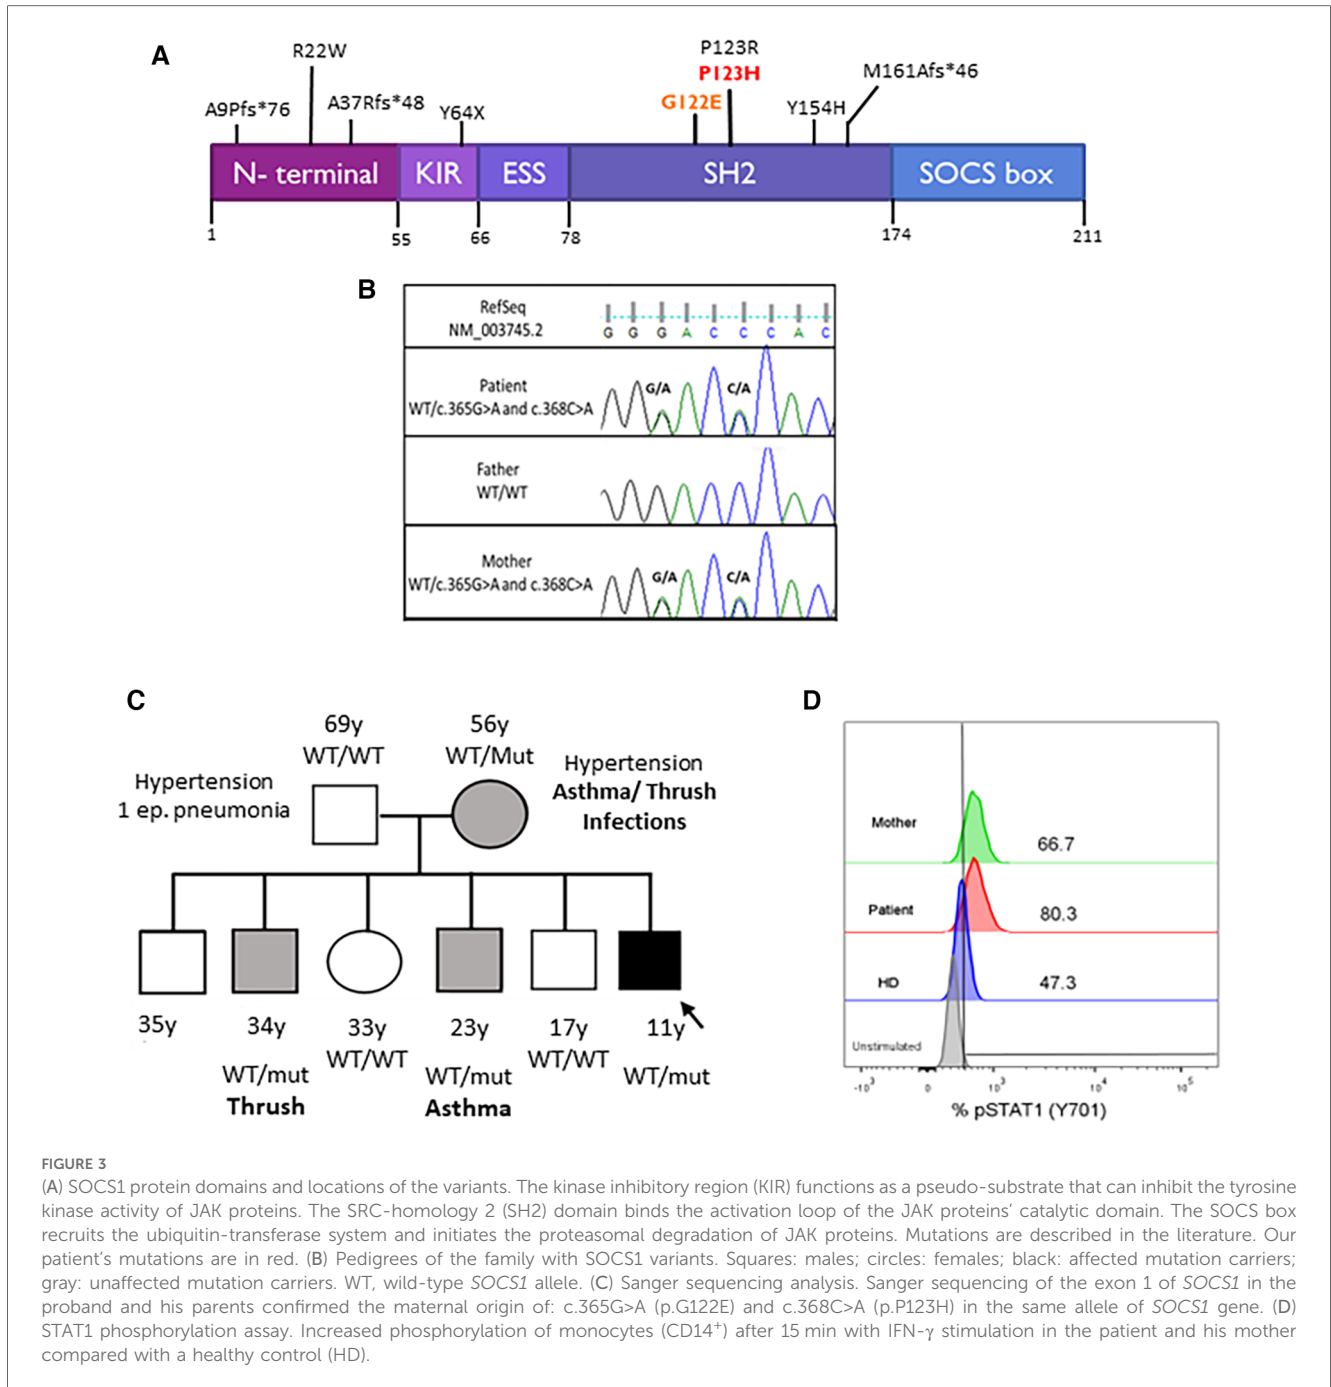 A
R22W
P123R
P123H
M161Afs*46
A9Pfs*76
A37Rfs*48
Y64X
G122E
Y154H
N- terminal
KIR
ESS
SH2
SOCS box
1
55
66
78
174
211
B
RefSeq
NM_003745.2
G G G A C C C A C
Patient
WT/c.365G>A and c.368C>A
G/A
C/A
Father
WT/WT
Mother
WT/c.365G>A and c.368C>A
G/A
C/A
C
69y
WT/WT
56y
WT/Mut
Hypertension
1 ep. pneumonia
Hypertension
Asthma/ Thrush
Infections
35y
34y
WT/mut
Thrush
33y
WT/WT
23y
WT/mut
Asthma
17y
WT/WT
11y
WT/mut
D
Mother
66.7
Patient
80.3
HD
47.3
Unstimulated
-10³ 0 10³ 10⁴ 10⁵
% pSTAT1 (Y701)
FIGURE 3
(A) SOCS1 protein domains and locations of the variants. The kinase inhibitory region (KIR) functions as a pseudo-substrate that can inhibit the tyrosine
kinase activity of JAK proteins. The SRC-homology 2 (SH2) domain binds the activation loop of the JAK proteins’ catalytic domain. The SOCS box
recruits the ubiquitin-transferase system and initiates the proteasomal degradation of JAK proteins. Mutations are described in the literature. Our
patient’s mutations are in red. (B) Pedigrees of the family with SOCS1 variants. Squares: males; circles: females; black: affected mutation carriers;
gray: unaffected mutation carriers. WT, wild-type SOCS1 allele. (C) Sanger sequencing analysis. Sanger sequencing of the exon 1 of SOCS1 in the
proband and his parents confirmed the maternal origin of: c.365G>A (p.G122E) and c.368C>A (p.P123H) in the same allele of SOCS1 gene. (D)
STAT1 phosphorylation assay. Increased phosphorylation of monocytes (CD14⁺) after 15 min with IFN-γ stimulation in the patient and his mother
compared with a healthy control (HD).